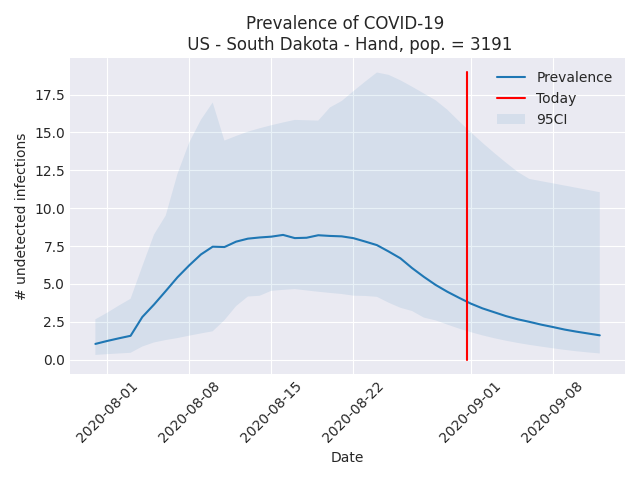 Prevalence of COVID-19
US - South Dakota - Hand, pop. = 3191
Prevalence
Today
95CI
# undetected infections
17.5
15.0
12.5
10.0
7.5
5.0
2.5
0.0
2020-08-01
2020-08-08
2020-08-15
2020-08-22
2020-09-01
2020-09-08
Date